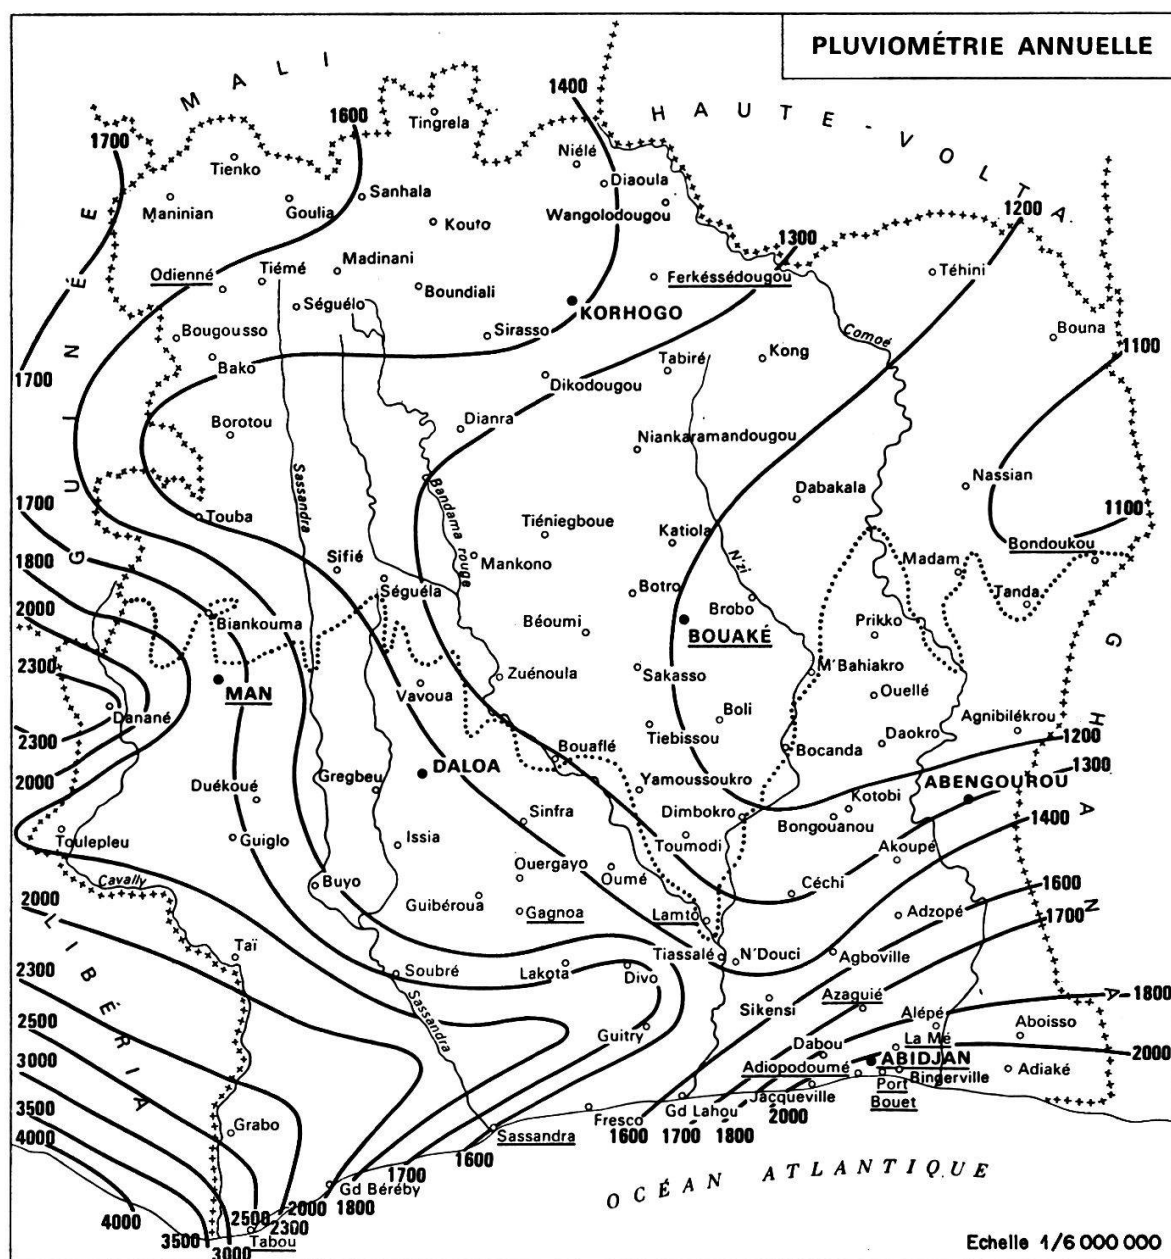 PLUVIOMÉTRIE ANNUELLE
MALI
HAUTE-VOLTA
GUINÉE
LIBÉRIA
GHANA
OCÉAN ATLANTIQUE
1700
1600
1400
Tingrela
Tienko
Niélé
Diaoula
Maninian
Goulia
Sanhala
Kouto
Wangolodougou
1200
1300
Odienné
Tiémé
Madinani
Boundiali
Ferkéssédougou
Téhini
Séguélo
KORHOGO
Bougousso
Sirasso
Comoé
Bouna
1100
Bako
Tabiré
Kong
1700
Dikodougou
Borotou
Dianra
Niankaramandougou
Sassandra
Bandama rouge
Nassian
Dabakala
1700
Touba
Tiéniegboue
Katiola
1100
Bondoukou
N'zi
1800
Sifié
Mankono
Madam
Séguéla
Botro
Brobo
Tanda
2000
Biankouma
Béoumi
BOUAKÉ
Prikko
2300
Zuénoula
Sakasso
M'Bahiakro
MAN
Vavoua
Ouellé
Danané
Boli
Agnibilékrou
2300
Tiebissou
Daokro
1200
Bouaflé
Bocanda
2000
Gregbeu
DALOA
Yamoussokro
1300
ABENGOUROU
Duékoué
Sinfra
Dimbokro
Kotobi
Bongouanou
1400
Toulepleu
Guiglo
Issia
Toumodi
Akoupé
Cavally
Ouergayo
Oumé
Buyo
Céchi
1600
2000
Guibéroua
Gagnoa
Lamto
Adzopé
1700
Taï
Tiassalé
N'Douci
Agboville
2300
Soubré
Lakota
Divo
Azaguié
1800
Sikensi
2500
Sassandra
Guitry
Alépé
Aboisso
Dabou
La Mé
2000
3000
Adiopodoumé
ABIDJAN
Bingerville
Adiaké
Port
Bouet
Jacqueville
3500
Grabo
Fresco
Gd Lahou
2000
4000
Sassandra
1600
1700
1800
1600
1700
Gd Béréby
1800
2000
4000
2500
2300
3500
3000
Tabou
Echelle 1/6 000 000